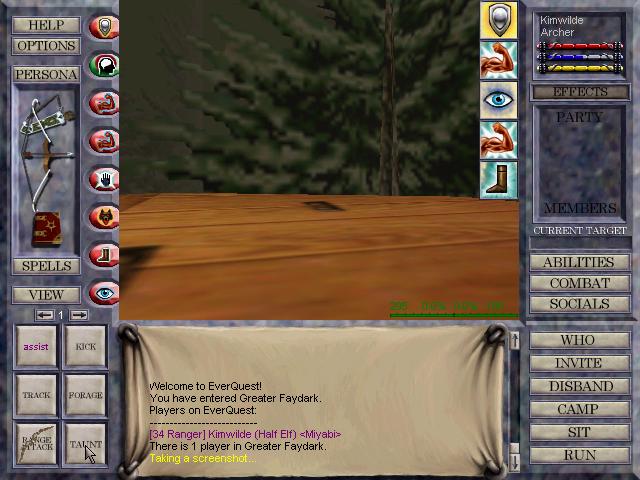 HELP
OPTIONS
PERSONA
SPELLS
VIEW
1
assist
KICK
TRACK
FORAGE
RANGE
ATTACK
TAUNT
Welcome to EverQuest!
You have entered Greater Faydark.
Players on EverQuest:
---------------------------
[34 Ranger] Kimwilde (Half Elf) <Miyabi>
There is 1 player in Greater Faydark.
Taking a screenshot...
Kimwilde
Archer
EFFECTS
PARTY
MEMBERS
CURRENT TARGET
ABILITIES
COMBAT
SOCIALS
WHO
INVITE
DISBAND
CAMP
SIT
RUN